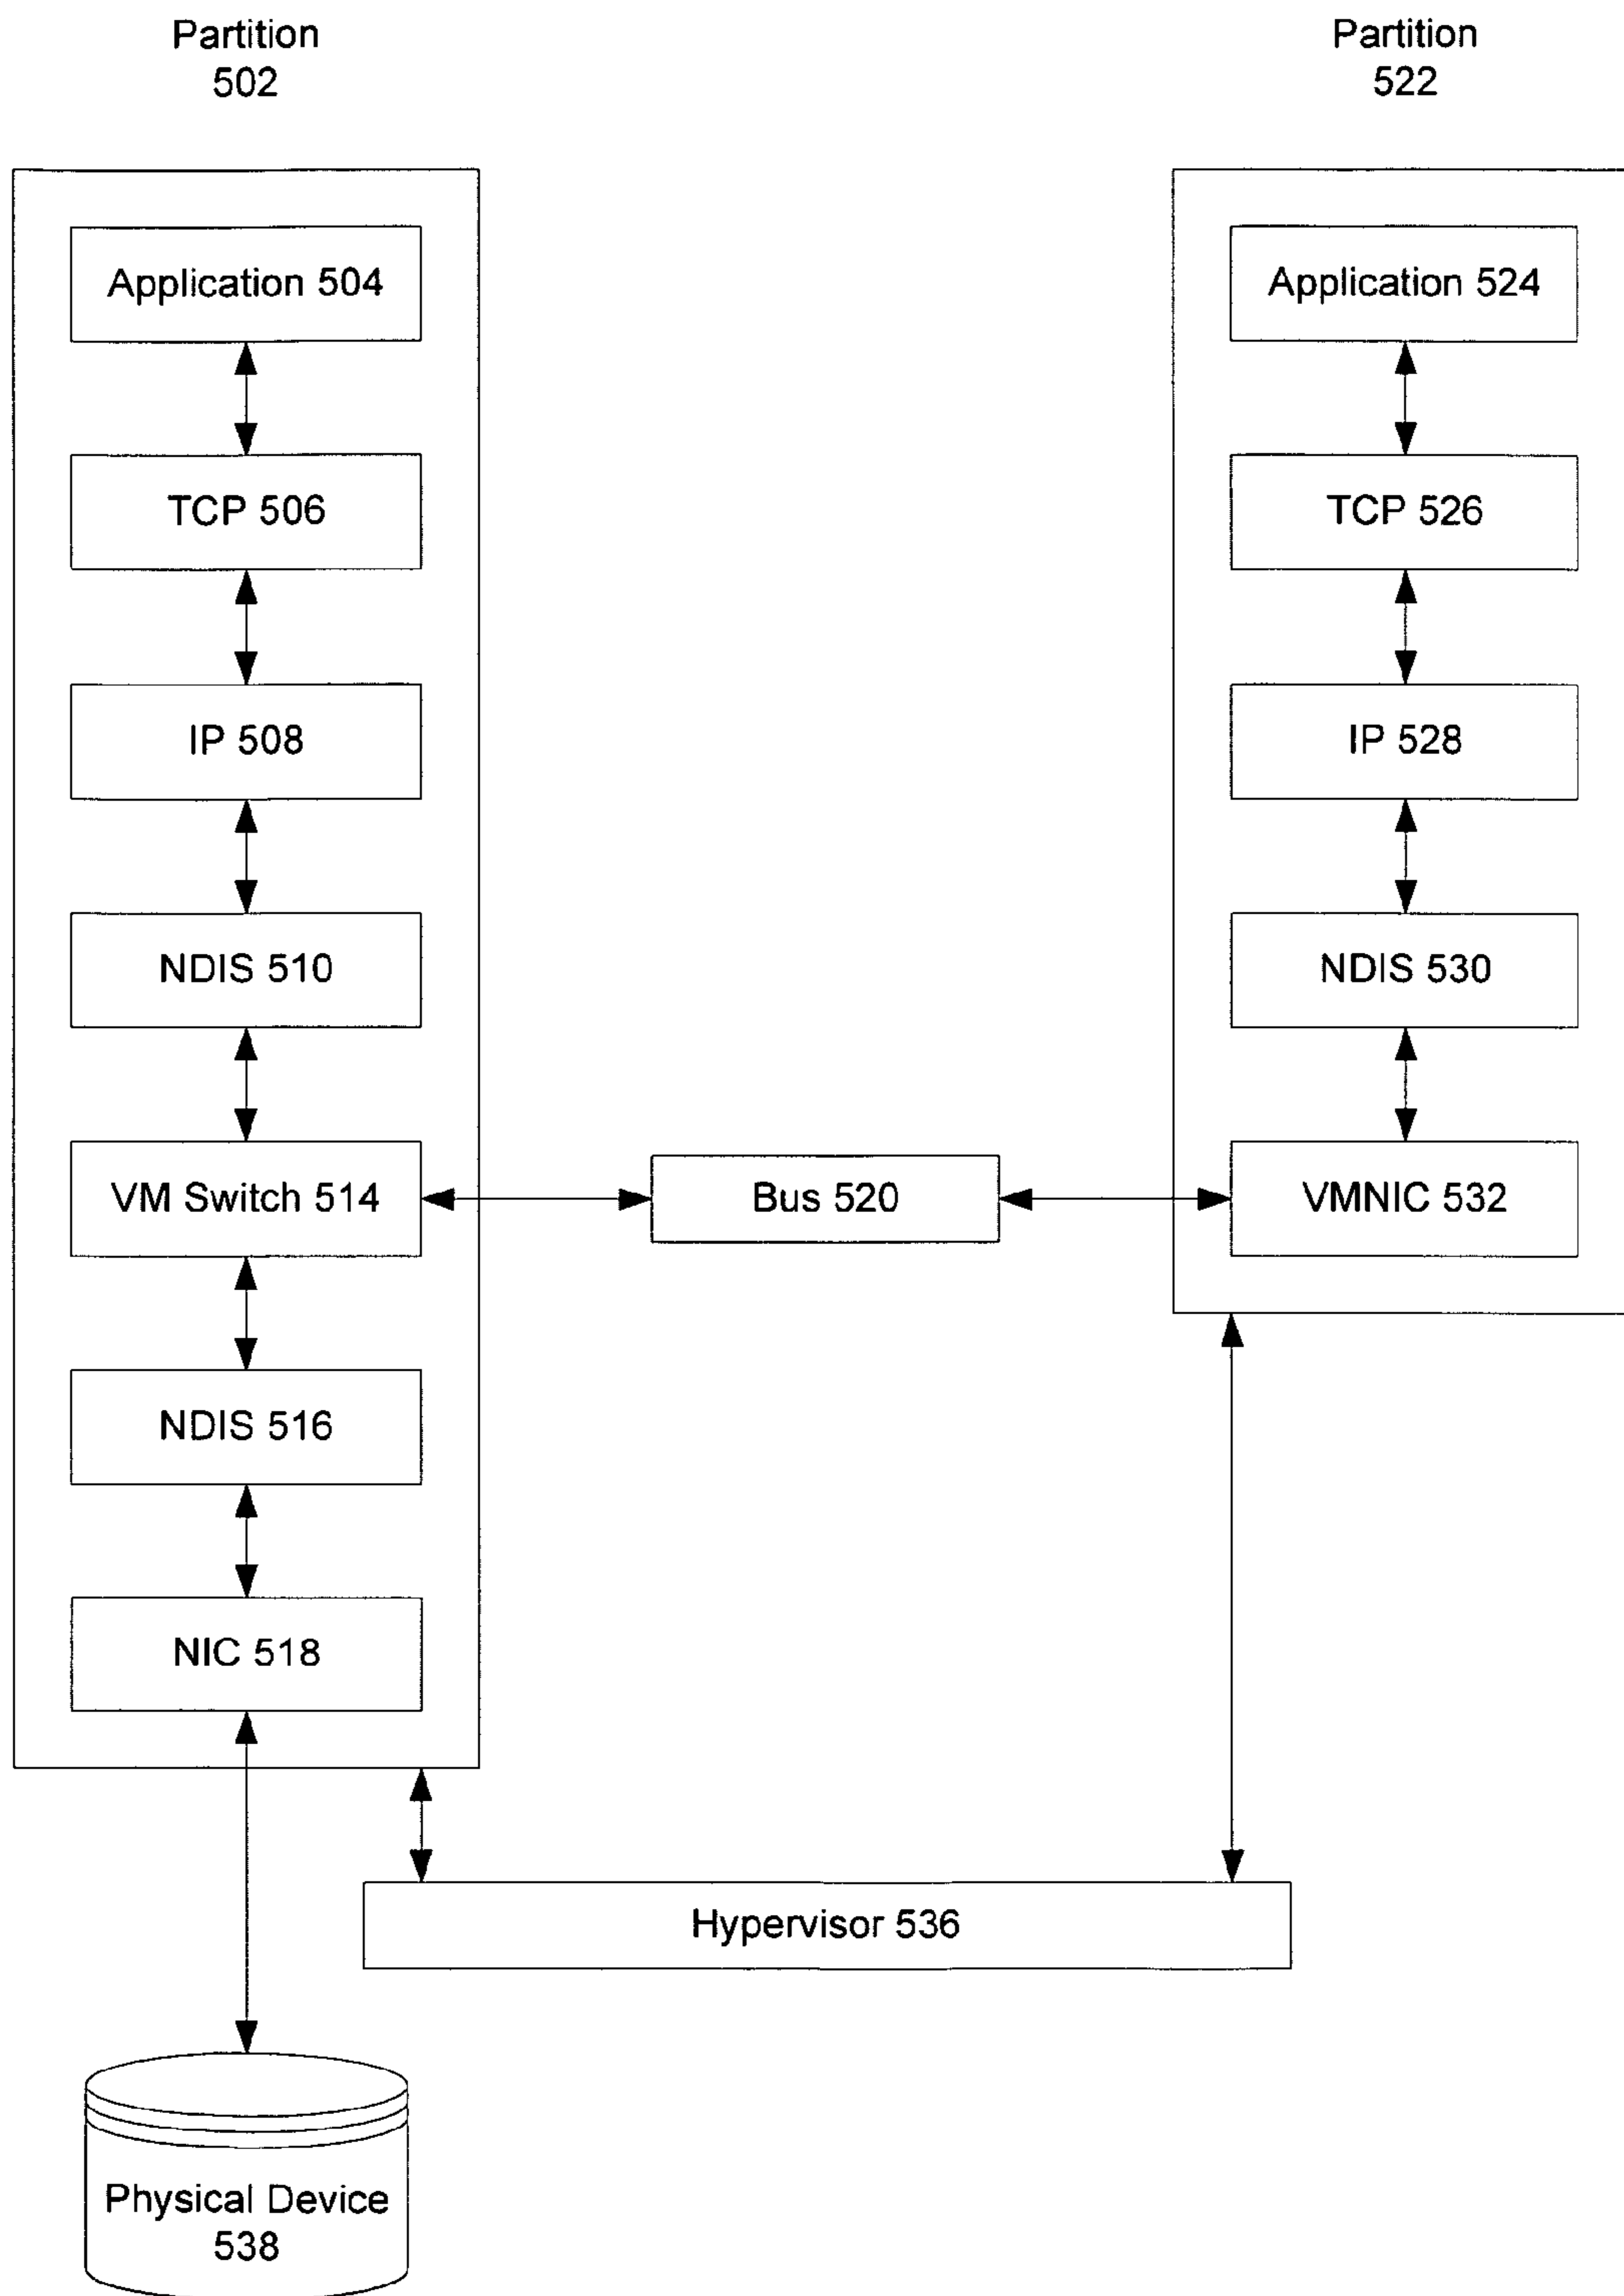 Partition
502
Partition
522
Application 504
Application 524
TCP 506
TCP 526
IP 508
IP 528
NDIS 510
NDIS 530
VM Switch 514
Bus 520
VMNIC 532
NDIS 516
NIC 518
Hypervisor 536
Physical Device
538